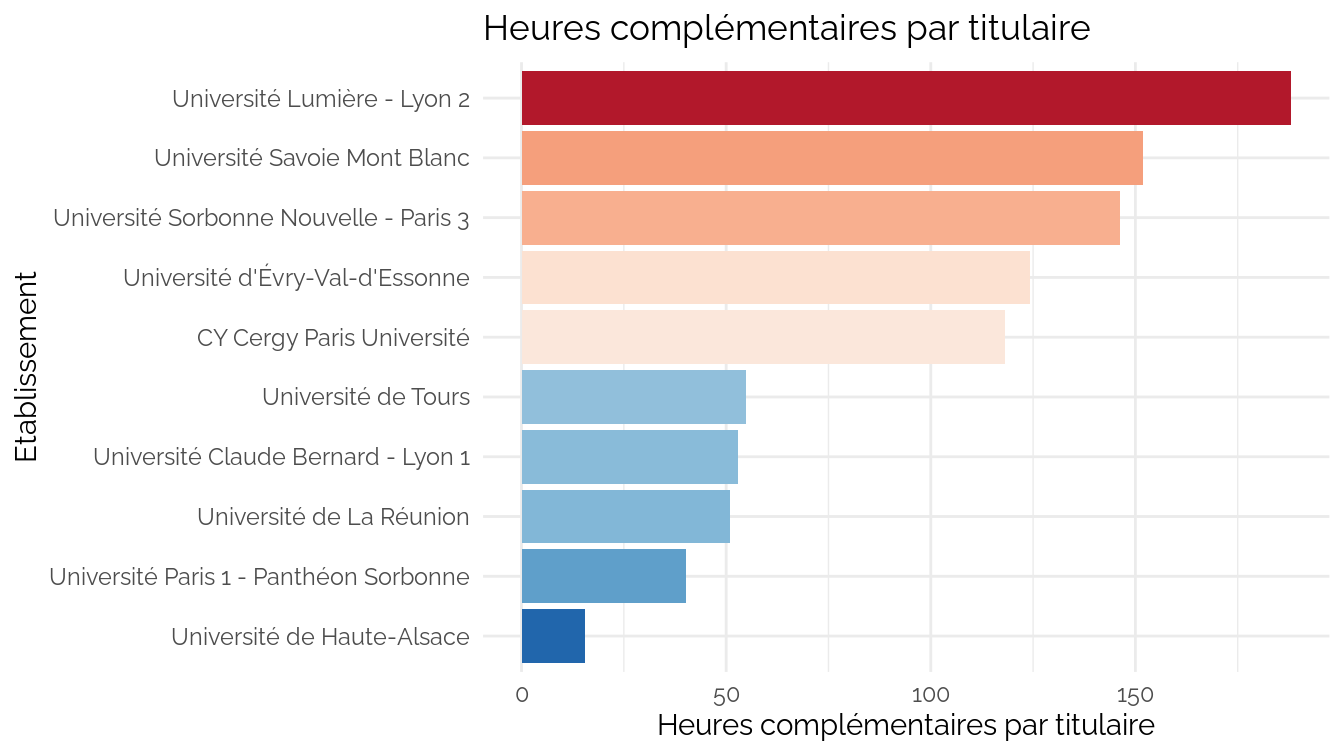 Heures complémentaires par titulaire
Etablissement
Université Lumière - Lyon 2
Université Savoie Mont Blanc
Université Sorbonne Nouvelle - Paris 3
Université d'Évry-Val-d'Essonne
CY Cergy Paris Université
Université de Tours
Université Claude Bernard - Lyon 1
Université de La Réunion
Université Paris 1 - Panthéon Sorbonne
Université de Haute-Alsace
0 50 100 150
Heures complémentaires par titulaire